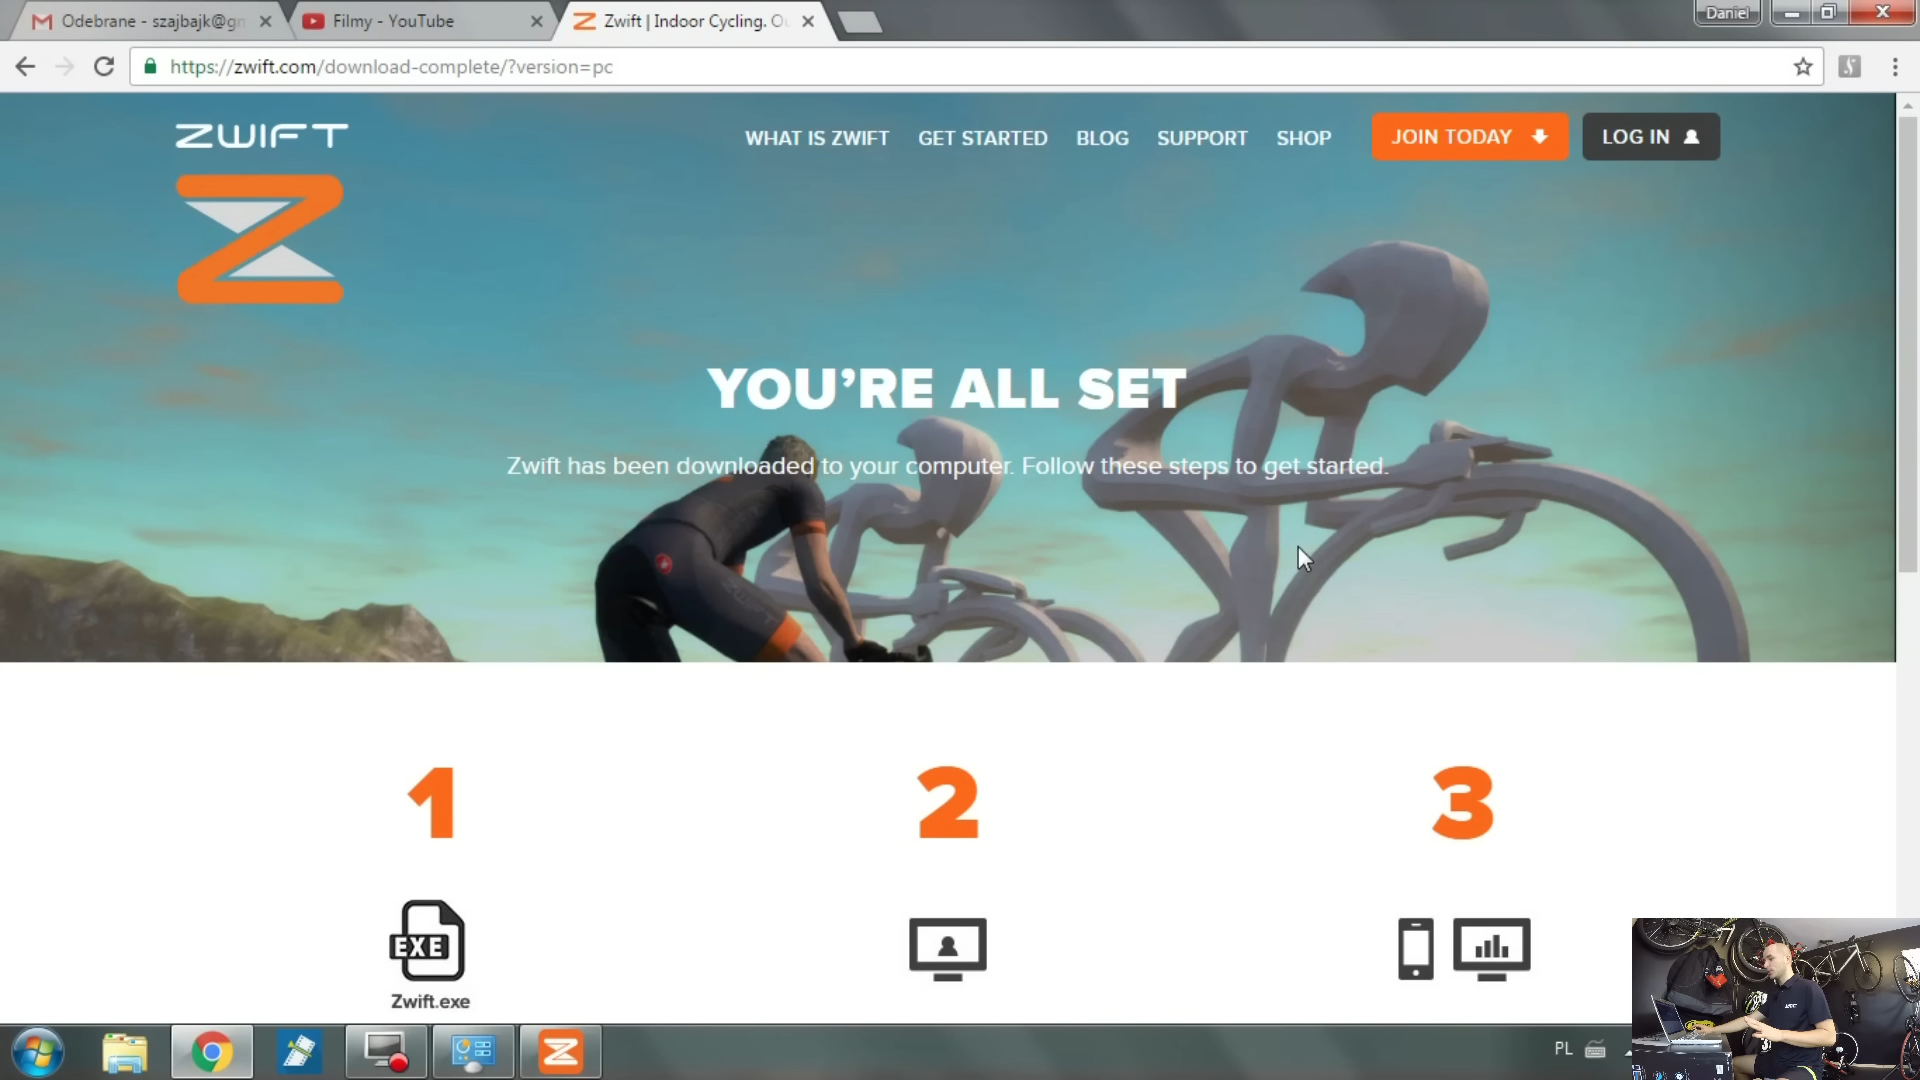 Odebrane - szajbajk@gm
Filmy - YouTube
Zwift | Indoor Cycling. Ou
Daniel
https://zwift.com/download-complete/?version=pc
ZWIFT
WHAT IS ZWIFT
GET STARTED
BLOG
SUPPORT
SHOP
JOIN TODAY
LOG IN
YOU'RE ALL SET
Zwift has been downloaded to your computer. Follow these steps to get started.
1
2
3
EXE
Zwift.exe
PL